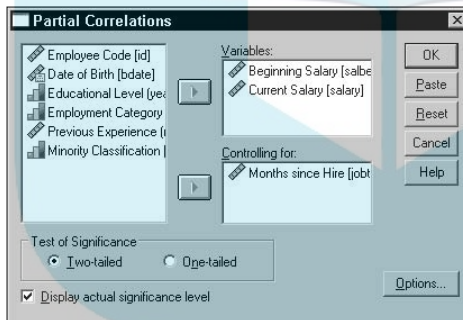 Partial Correlations
Employee Code [id]
Date of Birth [bdate]
Educational Level (yea
Employment Category
Previous Experience (
Minority Classification [
Variables:
Beginning Salary [salbe
Current Salary [salary]
Controlling for:
Months since Hire [jobt
OK
Paste
Reset
Cancel
Help
Test of Significance
Two-tailed
One-tailed
Display actual significance level
Options...